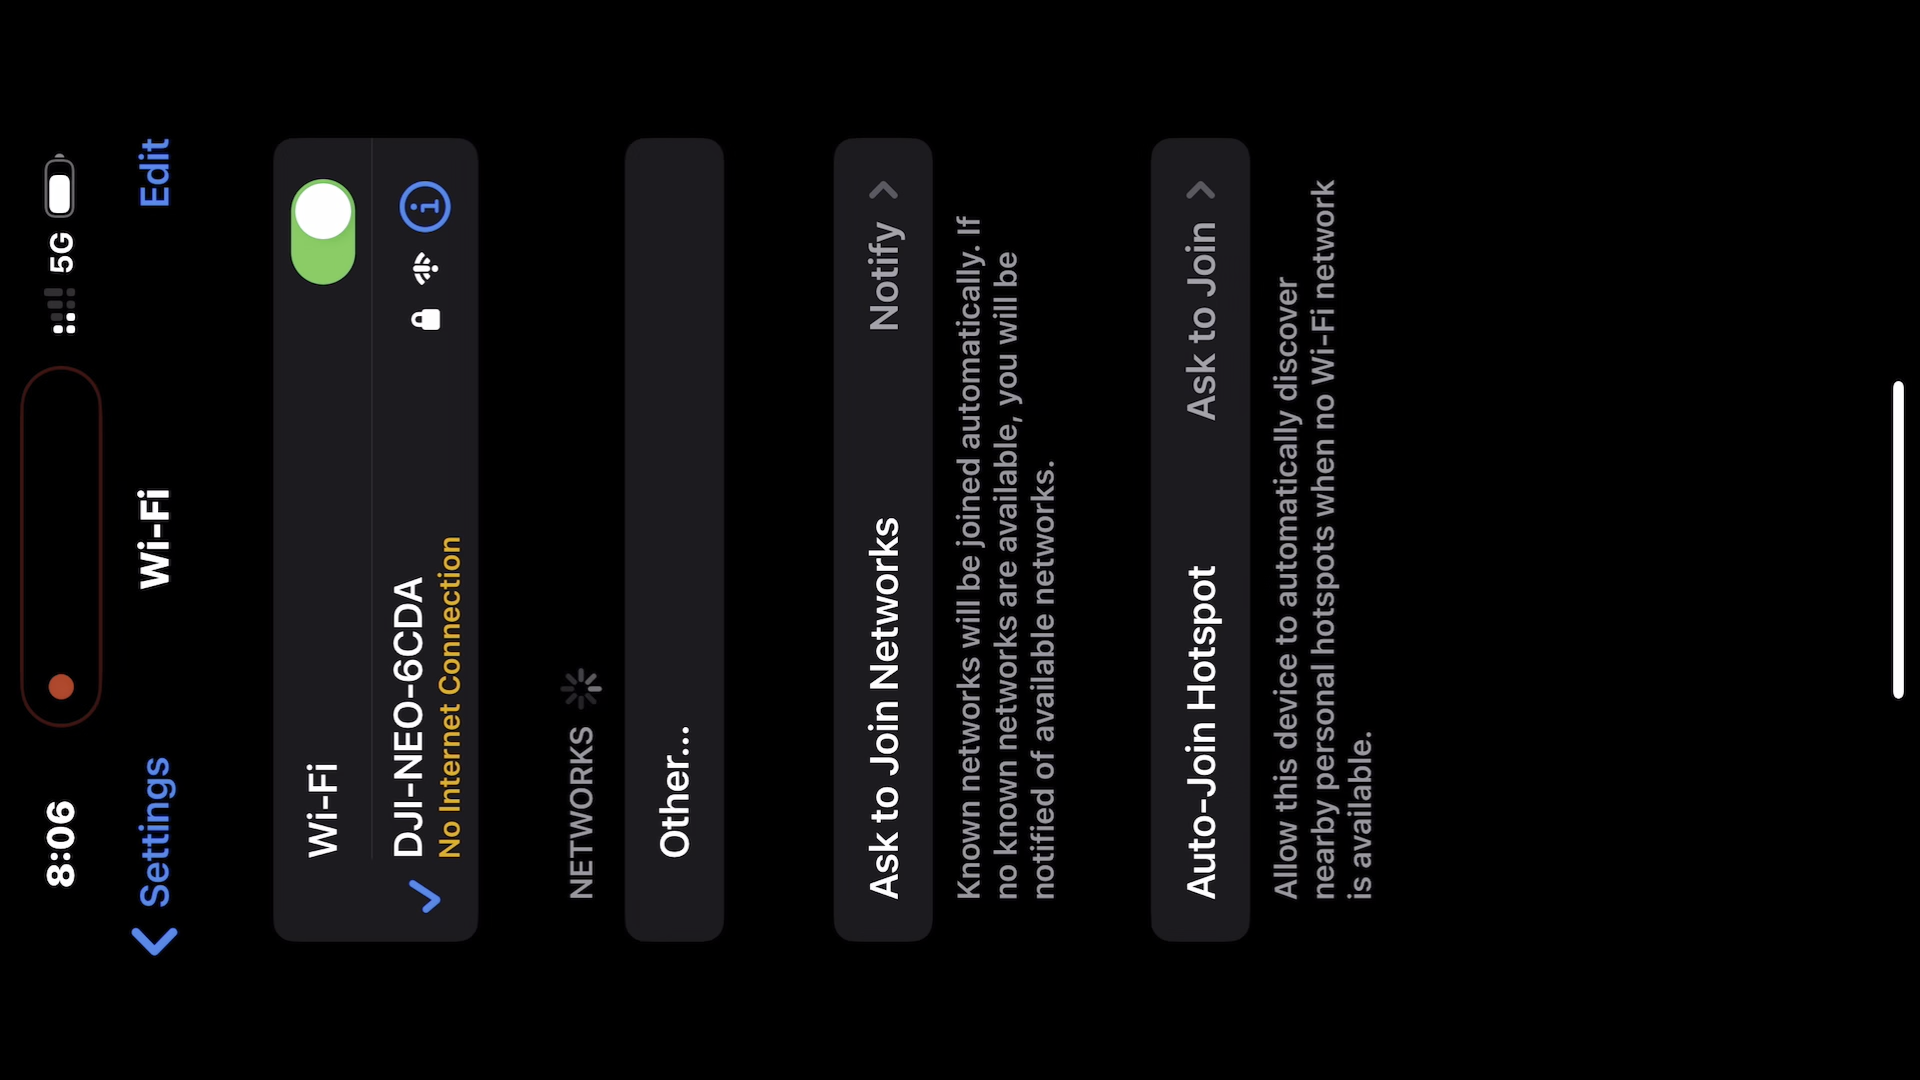 8:06
5G
Settings
Wi-Fi
Edit
Wi-Fi
DJI-NEO-6CDA
No Internet Connection
NETWORKS
Other...
Ask to Join Networks
Notify
Known networks will be joined automatically. If
no known networks are available, you will be
notified of available networks.
Auto-Join Hotspot
Ask to Join
Allow this device to automatically discover
nearby personal hotspots when no Wi-Fi network
is available.